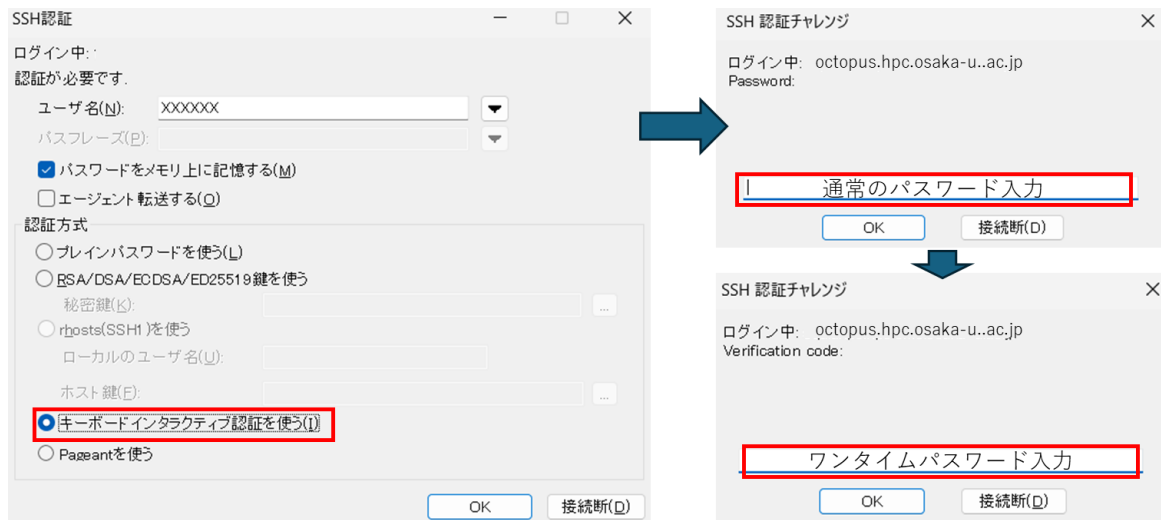 SSH認証
ログイン中:
認証が必要です.
ユーザ名(N):
XXXXXX
パスフレーズ(P):
パスワードをメモリ上に記憶する(M)
エージェント転送する(O)
認証方式
プレインパスワードを使う(L)
RSA/DSA/ECDSA/ED25519鍵を使う
秘密鍵(K):
...
rhosts(SSH1)を使う
ローカルのユーザ名(U):
ホスト鍵(F):
...
キーボードインタラクティブ認証を使う(I)
Pageantを使う
OK
接続断(D)
SSH 認証チャレンジ
ログイン中: octopus.hpc.osaka-u..ac.jp
Password:
通常のパスワード入力
OK
接続断(D)
SSH 認証チャレンジ
ログイン中: octopus.hpc.osaka-u..ac.jp
Verification code:
ワンタイムパスワード入力
OK
接続断(D)